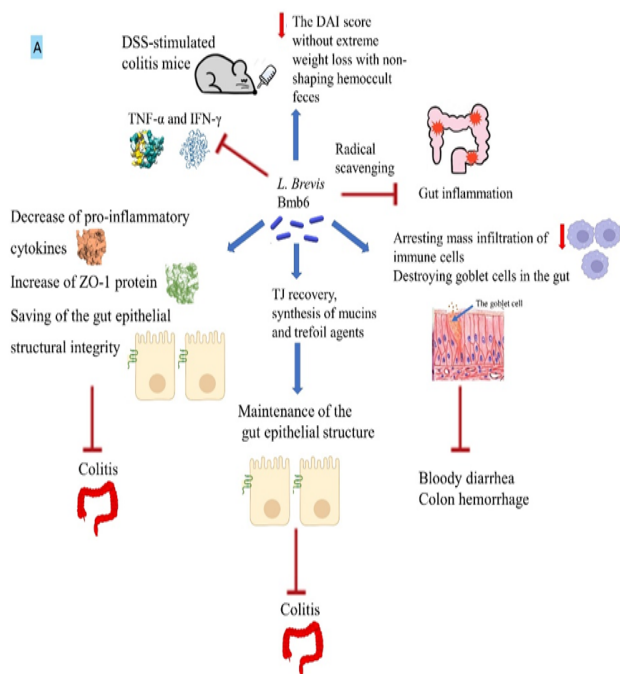 A
DSS-stimulated
colitis mice
The DAI score
without extreme
weight loss with non-
shaping hemoccult
feces
TNF-α and IFN-γ
Radical
scavenging
Gut inflammation
L. Brevis
Bmb6
Decrease of pro-inflammatory
cytokines
Increase of ZO-1 protein
Saving of the gut epithelial
structural integrity
Colitis
TJ recovery,
synthesis of mucins
and trefoil agents
Maintenance of the
gut epithelial structure
Colitis
Arresting mass infiltration of
immune cells
Destroying goblet cells in the gut
The goblet cell
Bloody diarrhea
Colon hemorrhage